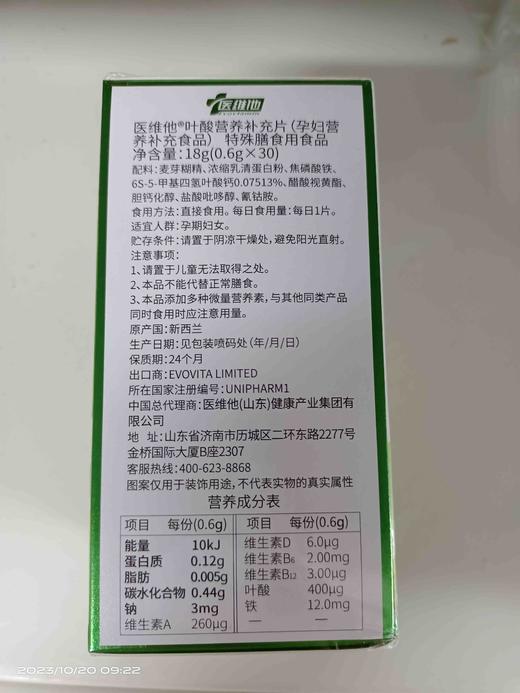 医维他
EVOVITAMIN
医维他®叶酸营养补充片（孕妇营
养补充食品） 特殊膳食用食品
净含量：18g(0.6g×30)
配料：麦芽糊精、浓缩乳清蛋白粉、焦磷酸铁、
6S-5-甲基四氢叶酸钙0.07513%、醋酸视黄酯、
胆钙化醇、盐酸吡哆醇、氰钴胺。
食用方法：直接食用。每日食用量：每日1片。
适宜人群：孕期妇女。
贮存条件：请置于阴凉干燥处，避免阳光直射。
注意事项：
1、请置于儿童无法取得之处。
2、本品不能代替正常膳食。
3、本品添加多种微量营养素，与其他同类产品
同时食用时应注意用量。
原产国：新西兰
生产日期：见包装喷码处（年/月/日）
保质期：24个月
出口商：EVOVITA LIMITED
所在国家注册编号：UNIPHARM1
中国总代理商：医维他(山东)健康产业集团有
限公司
地 址：山东省济南市历城区二环东路2277号
金桥国际大厦B座2307
客服热线：400-623-8868
图案仅用于装饰用途，不代表实物的真实属性
营养成分表
项目 每份(0.6g)
能量 10kJ
蛋白质 0.12g
脂肪 0.005g
碳水化合物 0.44g
钠 3mg
维生素A 260μg
项目 每份(0.6g)
维生素D 6.0μg
维生素B6 2.00mg
维生素B12 3.00μg
叶酸 400μg
铁 12.0mg
— —
2023/10/20 09:22